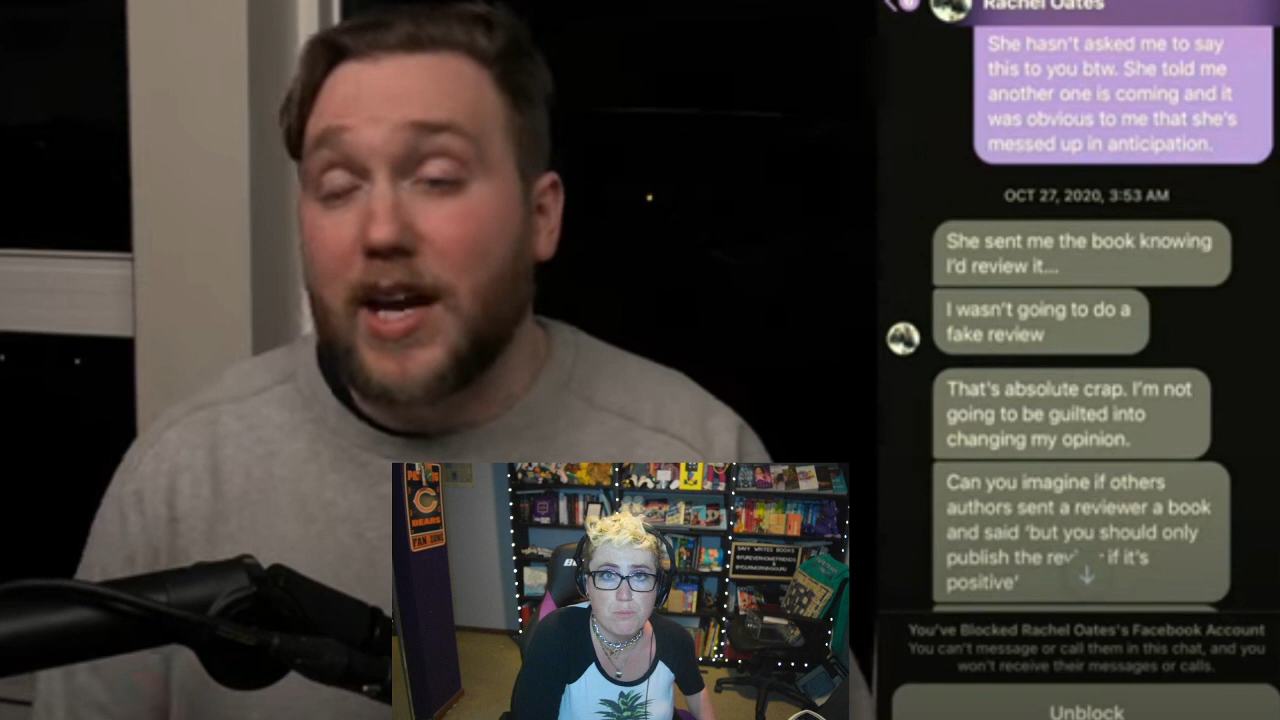 Rachel Oates
She hasn't asked me to say
this to you btw. She told me
another one is coming and it
was obvious to me that she's
messed up in anticipation.
OCT 27, 2020, 3:53 AM
She sent me the book knowing
I'd review it...
I wasn't going to do a
fake review
That's absolute crap. I'm not
going to be guilted into
changing my opinion.
Can you imagine if others
authors sent a reviewer a book
and said 'but you should only
publish the if it's
positive'
You've Blocked Rachel Oates's Facebook Account
You can't message or call them in this chat, and you
won't receive their messages or calls.
Unblock
BEARS
FAN
SAVY WRITES BOOKS
&